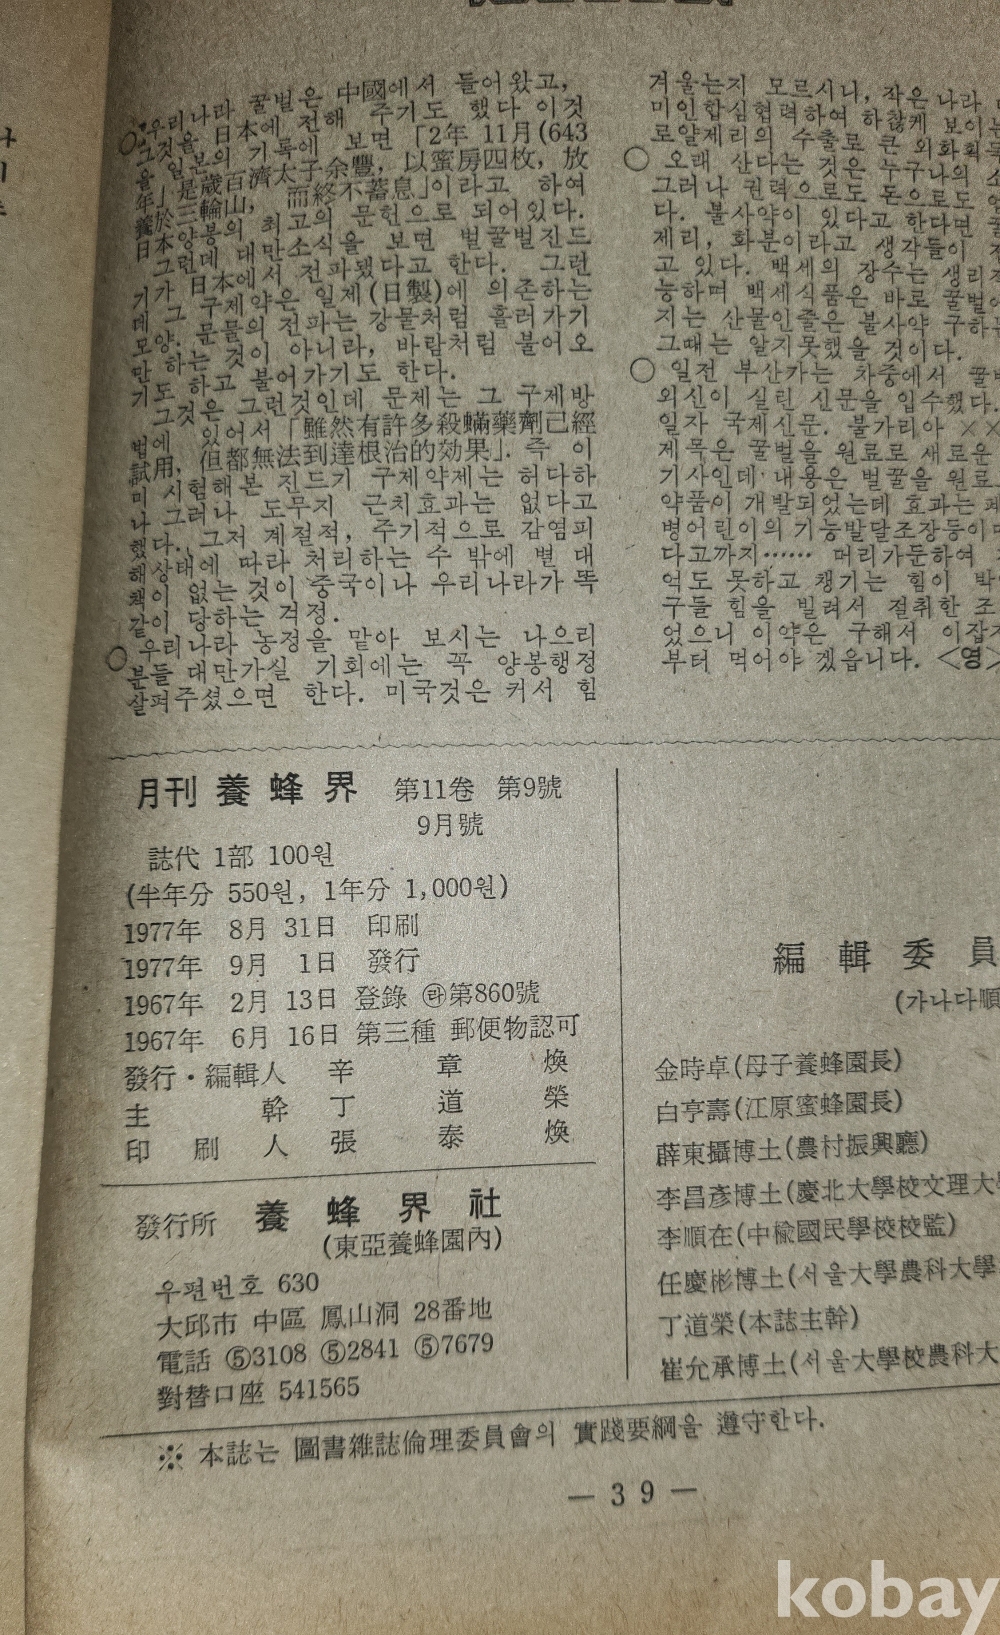 ○우리나라 꿀벌은 中國에서 들어왔고,
그것을 日本에 전해 주기도 했다 이것
을 일본의 기록에 보면 「2年 11月(643
年」是歲百濟太子余豐, 以蜜房四枚, 放
養於三輪山, 而終不蓄息」이라고 하여
日本 양봉의 최고의 문헌으로 되어있다.
그런데 대만소식을 보면 벌꿀벌진드
기가 日本에서 전파됐다고 한다. 그런
데 그 구제약은 일제(日製)에 의존하는
모양. 문물의 전파는 강물처럼 흘러가기
만 하는 것이 아니라, 바람처럼 불어오
기도 하고 불어가기도 한다.
그것은 그런것인데 문제는 그 구제방
법에 있어서 「雖然有許多殺蟎藥劑已經
試用, 但都無法到達根治的効果」. 즉 이
미 시험해본 진드기 구제약제는 허다하
나 그러나 도무지 근치효과는 없다고
했다. 그저 계절적, 주기적으로 감염피
해상태에 따라 처리하는 수 밖에 별 대
책이 없는 것이 중국이나 우리나라가 똑
같이 당하는 걱정.
○우리나라 농정을 맡아 보시는 나으리
분들 대만가실 기회에는 꼭 양봉행정
살펴주셨으면 한다. 미국것은 커서 힘
겨울는지 모르시니, 작은 나라
미인합심협력하여 하찮게 보이
로얄제리의 수출로 외화획
○ 오래 산다는 것은 누구나의 소
그러나 권력으로도 돈으로도
다. 불사약이 있다고 한다면
제리, 화분이라고 생각들이
고 있다. 백세의 장수는 생리
능하며 백세식품은 바로 꿀벌
지는 산물인줄은 불사약 구하
그때는 알지못했을 것이다.
○ 일전 부산가는 차중에서 꿀
외신이 실린 신문을 입수했다.
일자 국제신문. 불가리아 ××
제목은 꿀벌을 원료로 새로운
기사인데 내용은 벌꿀을 원료
약품이 개발되었는데 효과는
병어린이의 기능발달조장등이
다고까지…… 머리가둔하여
억도 못하고 챙기는 힘이
구들 힘을 빌려서 절취한 조
었으니 이약은 구해서 이잡지
부터 먹어야 겠읍니다. <영>
月刊 養蜂界 第11卷 第9號
9月號
誌代 1部 100원
(半年分 550원, 1年分 1,000원)
1977年 8月 31日 印刷
1977年 9月 1日 發行
1967年 2月 13日 登錄 ㉱第860號
1967年 6月 16日 第三種 郵便物認可
發行·編輯人 辛章煥
主幹 丁道榮
印刷人 張泰煥
發行所 養蜂界社
(東亞養蜂園內)
우편번호 630
大邱市 中區 鳳山洞 28番地
電話 ⑤3108 ⑤2841 ⑤7679
對替口座 541565
編輯委員
(가나다順
金時卓(母子養蜂園長)
白亨壽(江原蜜蜂園長)
薜東攝博士(農村振興廳)
李昌彥博士(慶北大學校文理大
李順在(中楡國民學校校監)
任慶彬博士(서울大學農科大學
丁道榮(本誌主幹)
崔允承博士(서울大學校農科大
※ 本誌는 圖書雜誌倫理委員會의 實踐要綱을 遵守한다.
— 39 —
kobay